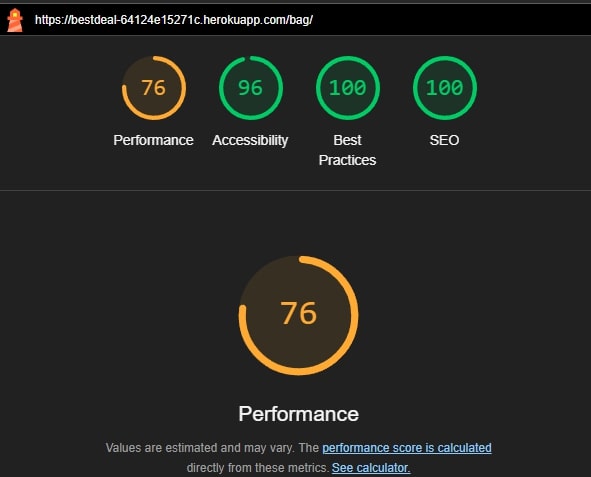 https://bestdeal-64124e15271c.herokuapp.com/bag/
76 96 100 100
Performance Accessibility Best Practices SEO
76
Performance
Values are estimated and may vary. The performance score is calculated
directly from these metrics. See calculator.